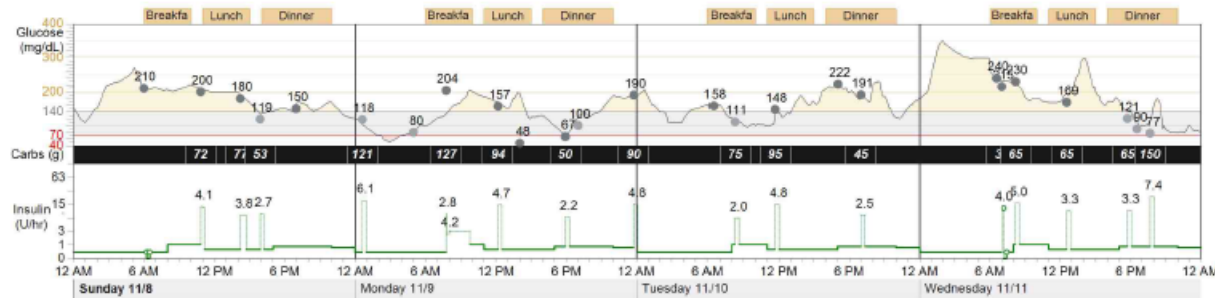 Breakfa Lunch Dinner Breakfa Lunch Dinner Breakfa Lunch Dinner Breakfa Lunch Dinner
400
Glucose
(mg/dL)
300
200
140
70
40
210 200 180 119 150 118 80 204 157 48 67 100 190 158 111 148 222 191 240 230 169 121 90 77
Carbs (g) 72 77 53 121 127 94 50 90 75 95 45 3 65 65 65 150
63
Insulin
(U/hr)
15
3
1
0
4.1 3.8 2.7 6.1 2.8 4.2 4.7 2.2 4.8 2.0 4.8 2.5 4.0 5.0 3.3 3.3 7.4
12 AM 6 AM 12 PM 6 PM 12 AM 6 AM 12 PM 6 PM 12 AM 6 AM 12 PM 6 PM 12 AM 6 AM 12 PM 6 PM 12 AM
Sunday 11/8 Monday 11/9 Tuesday 11/10 Wednesday 11/11